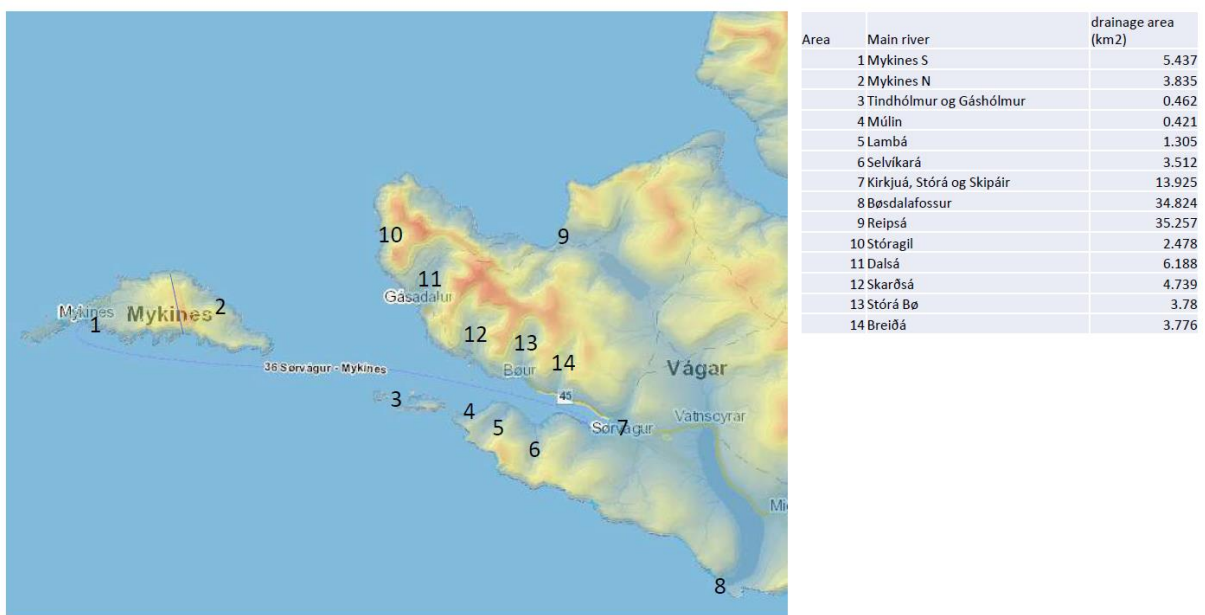 10
9
11
Gásadalur
Mykines
Mykines
1
2
12
13
14
Bøur
Vágar
36 Sørvagur - Mykines
3
45
4
5
6
Sørvagur
7
Vatnsoyrar
8
Area Main river drainage area (km2)
1 Mykines S 5.437
2 Mykines N 3.835
3 Tindhólmur og Gáshólmur 0.462
4 Múlin 0.421
5 Lambá 1.305
6 Selvíkará 3.512
7 Kirkjuá, Stórá og Skipáir 13.925
8 Bøsdalafossur 34.824
9 Reipsá 35.257
10 Stóragil 2.478
11 Dalsá 6.188
12 Skarðsá 4.739
13 Stórá Bø 3.78
14 Breiðá 3.776